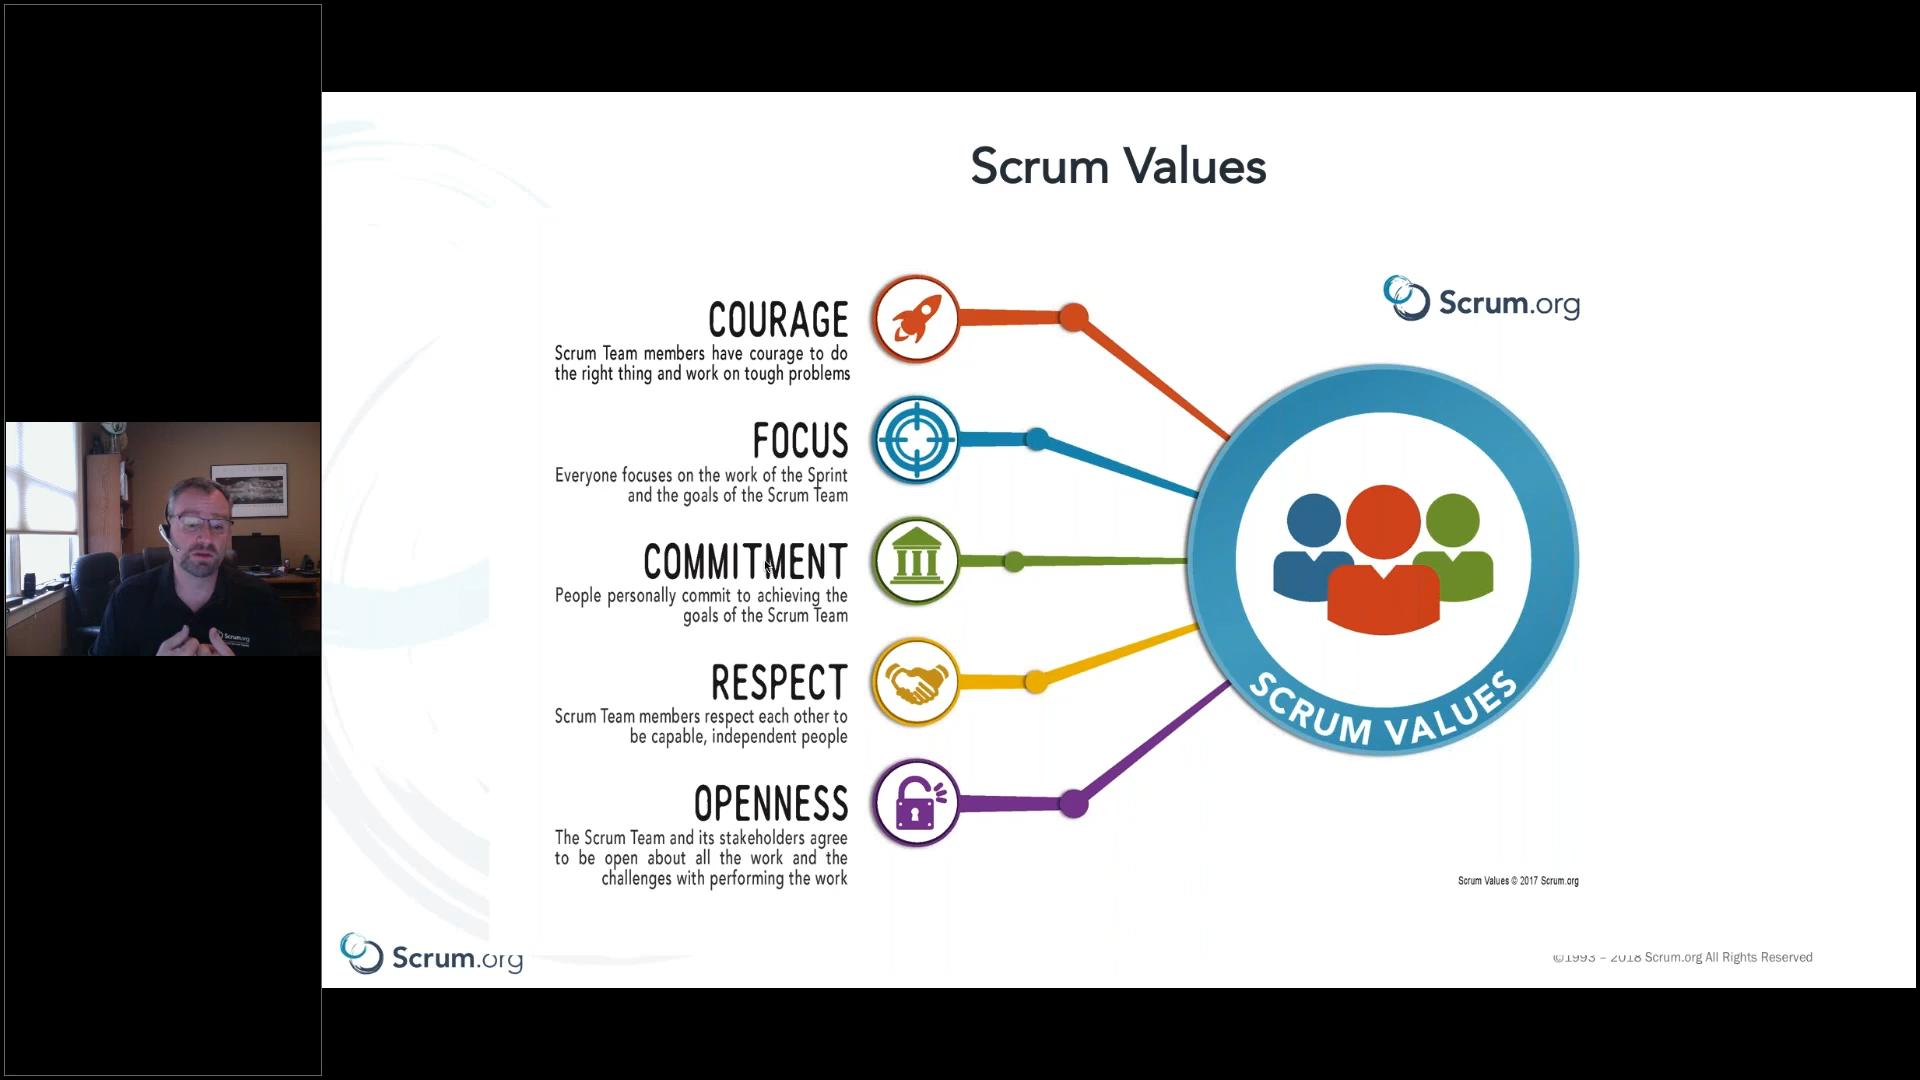 Scrum Values
Scrum.org
COURAGE
Scrum Team members have courage to do
the right thing and work on tough problems
FOCUS
Everyone focuses on the work of the Sprint
and the goals of the Scrum Team
COMMITMENT
People personally commit to achieving the
goals of the Scrum Team
RESPECT
Scrum Team members respect each other to
be capable, independent people
OPENNESS
The Scrum Team and its stakeholders agree
to be open about all the work and the
challenges with performing the work
SCRUM VALUES
Scrum Values © 2017 Scrum.org
Scrum.org
©1993 – 2018 Scrum.org All Rights Reserved
Scrum.org